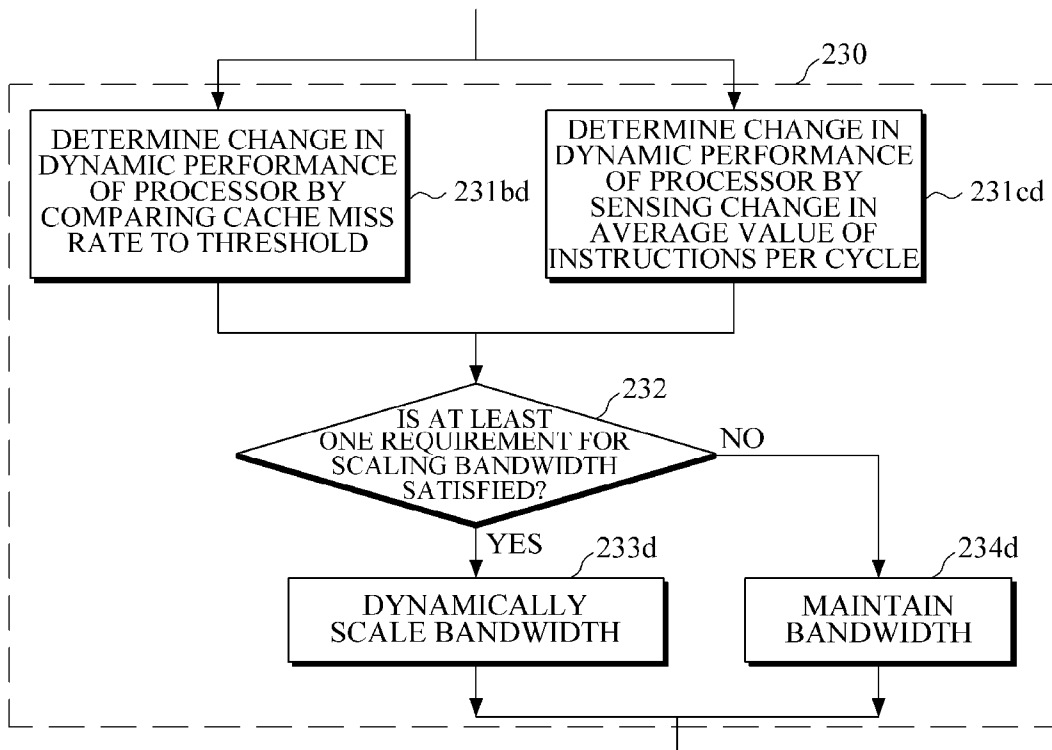 230
DETERMINE CHANGE IN
DYNAMIC PERFORMANCE
OF PROCESSOR BY
COMPARING CACHE MISS
RATE TO THRESHOLD
231bd
DETERMINE CHANGE IN
DYNAMIC PERFORMANCE
OF PROCESSOR BY
SENSING CHANGE IN
AVERAGE VALUE OF
INSTRUCTIONS PER CYCLE
231cd
232
IS AT LEAST
ONE REQUIREMENT FOR
SCALING BANDWIDTH
SATISFIED?
NO
YES
233d
DYNAMICALLY
SCALE BANDWIDTH
234d
MAINTAIN
BANDWIDTH